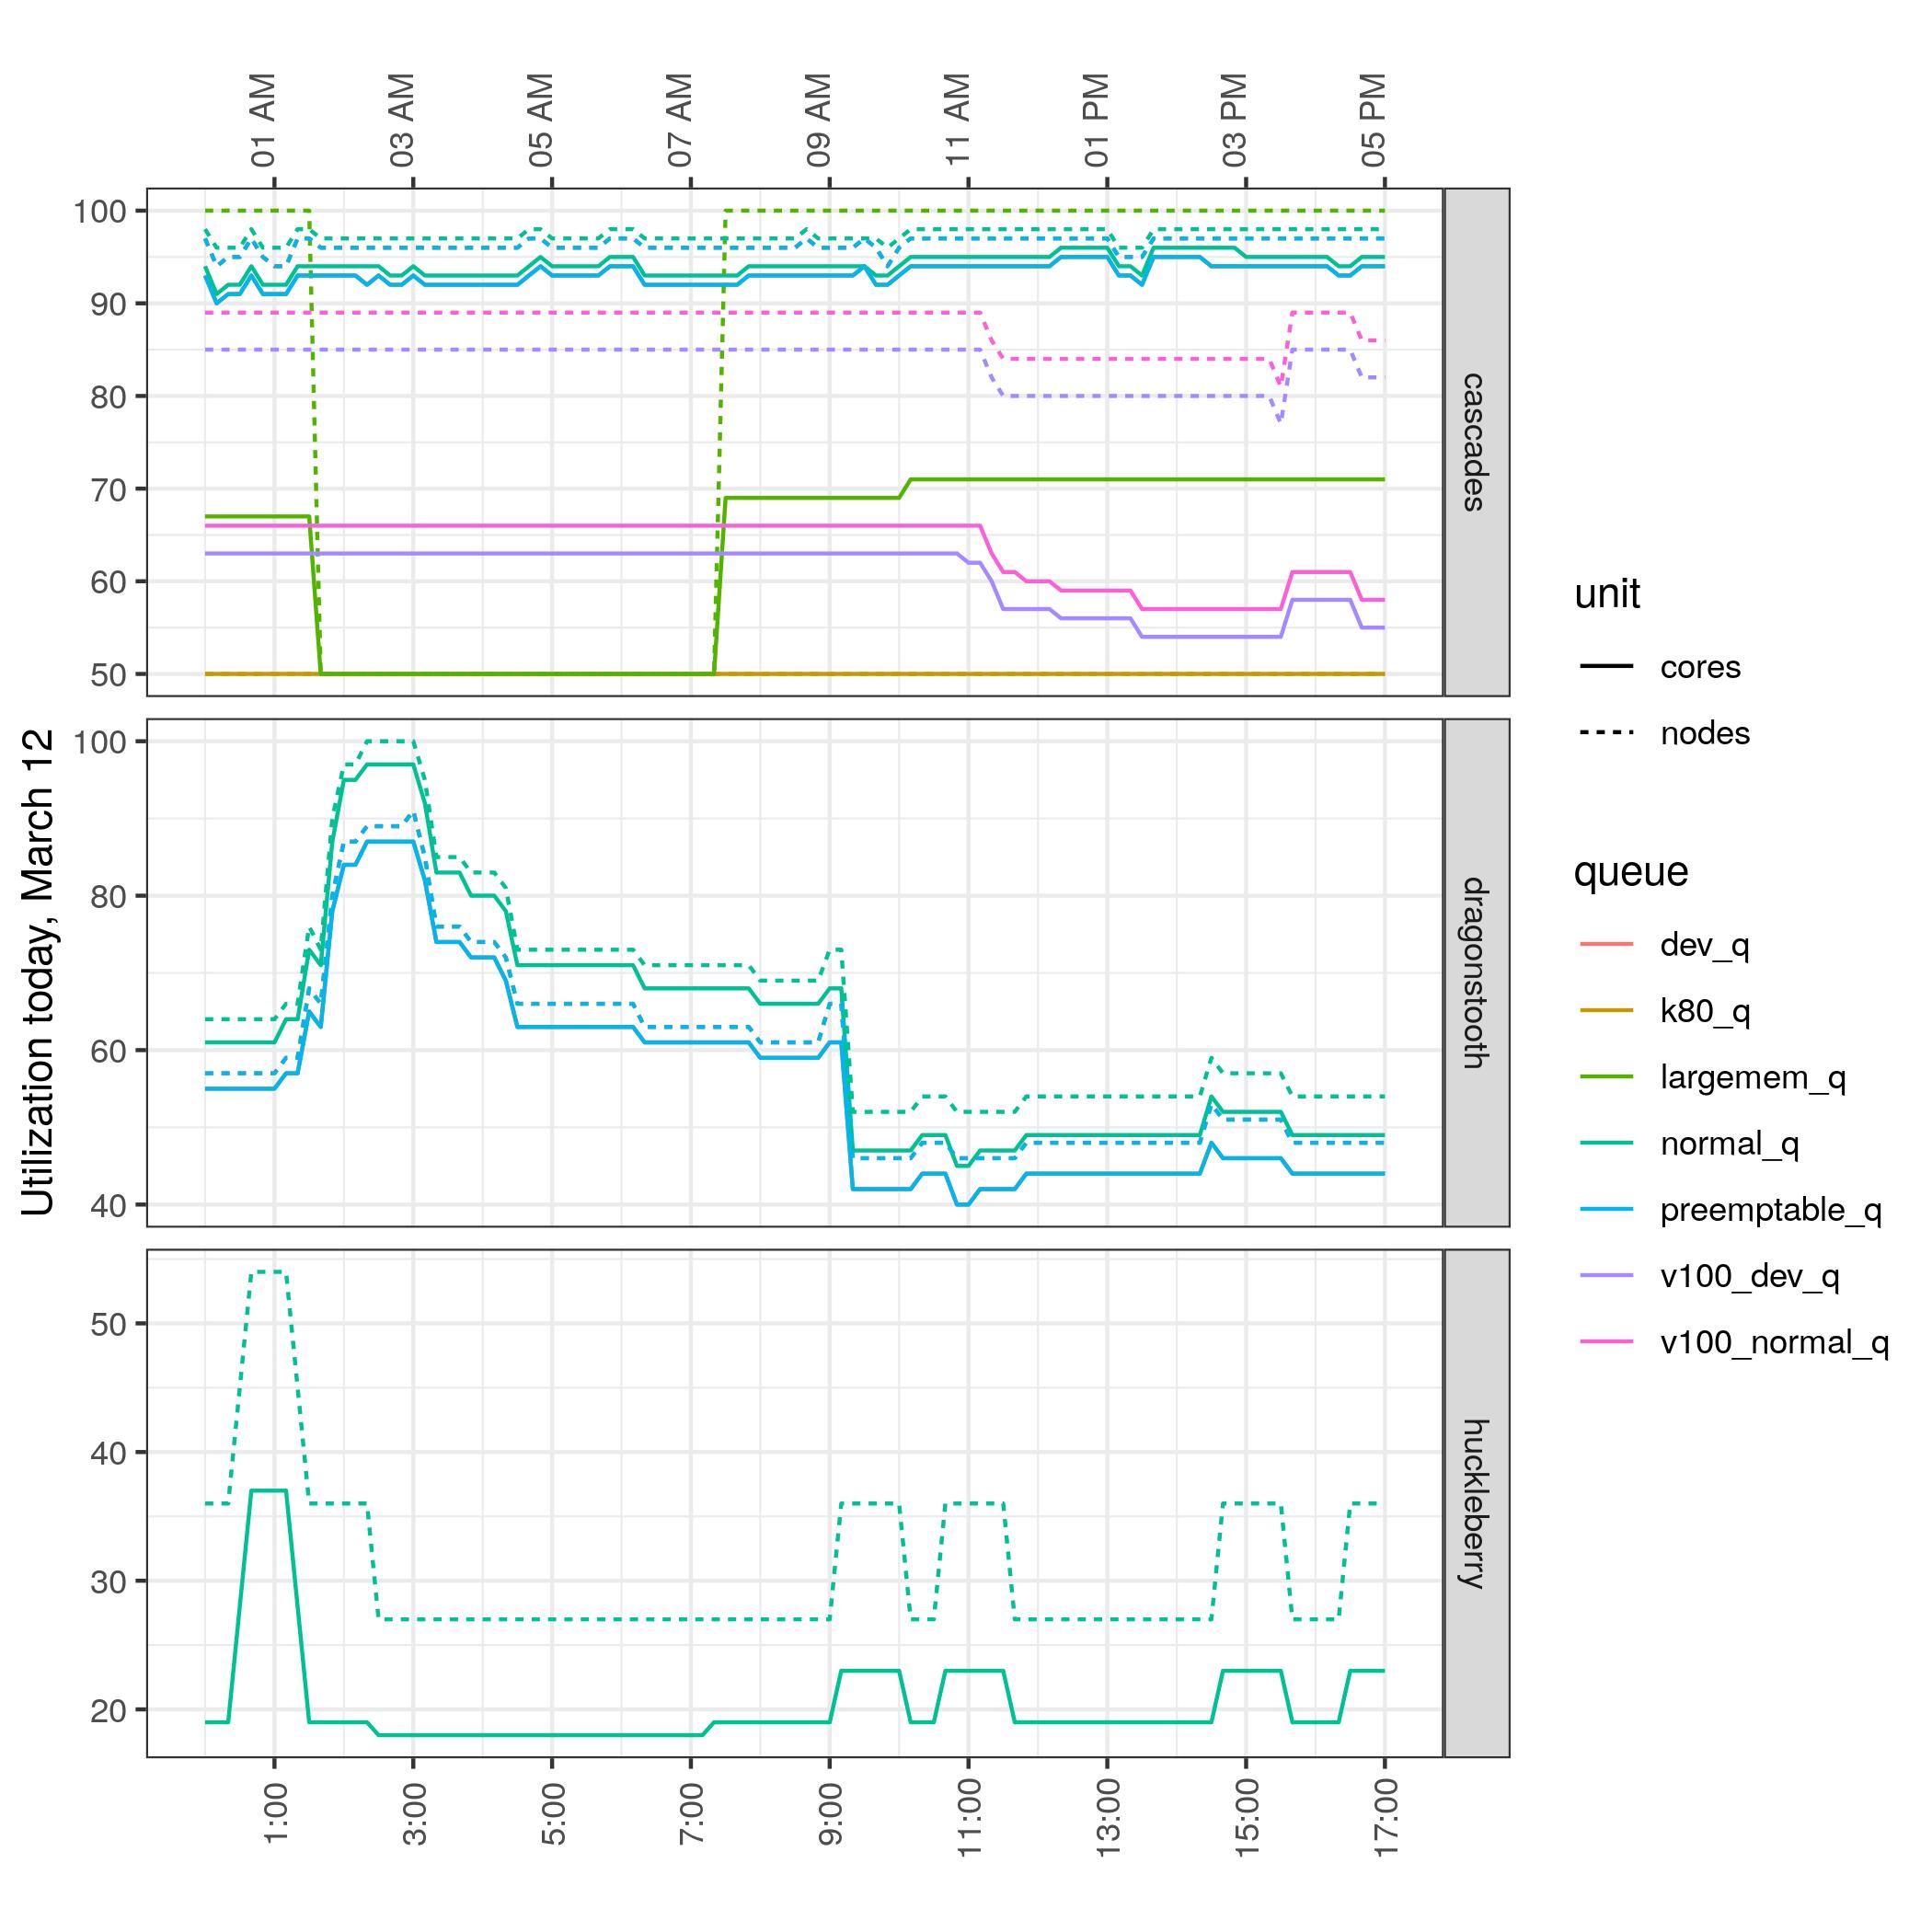 01 AM
03 AM
05 AM
07 AM
09 AM
11 AM
01 PM
03 PM
05 PM
Utilization today, March 12
100
90
80
70
60
50
cascades
100
80
60
40
dragonstooth
50
40
30
20
huckleberry
1:00
3:00
5:00
7:00
9:00
11:00
13:00
15:00
17:00
unit
cores
nodes
queue
dev_q
k80_q
largemem_q
normal_q
preemptable_q
v100_dev_q
v100_normal_q